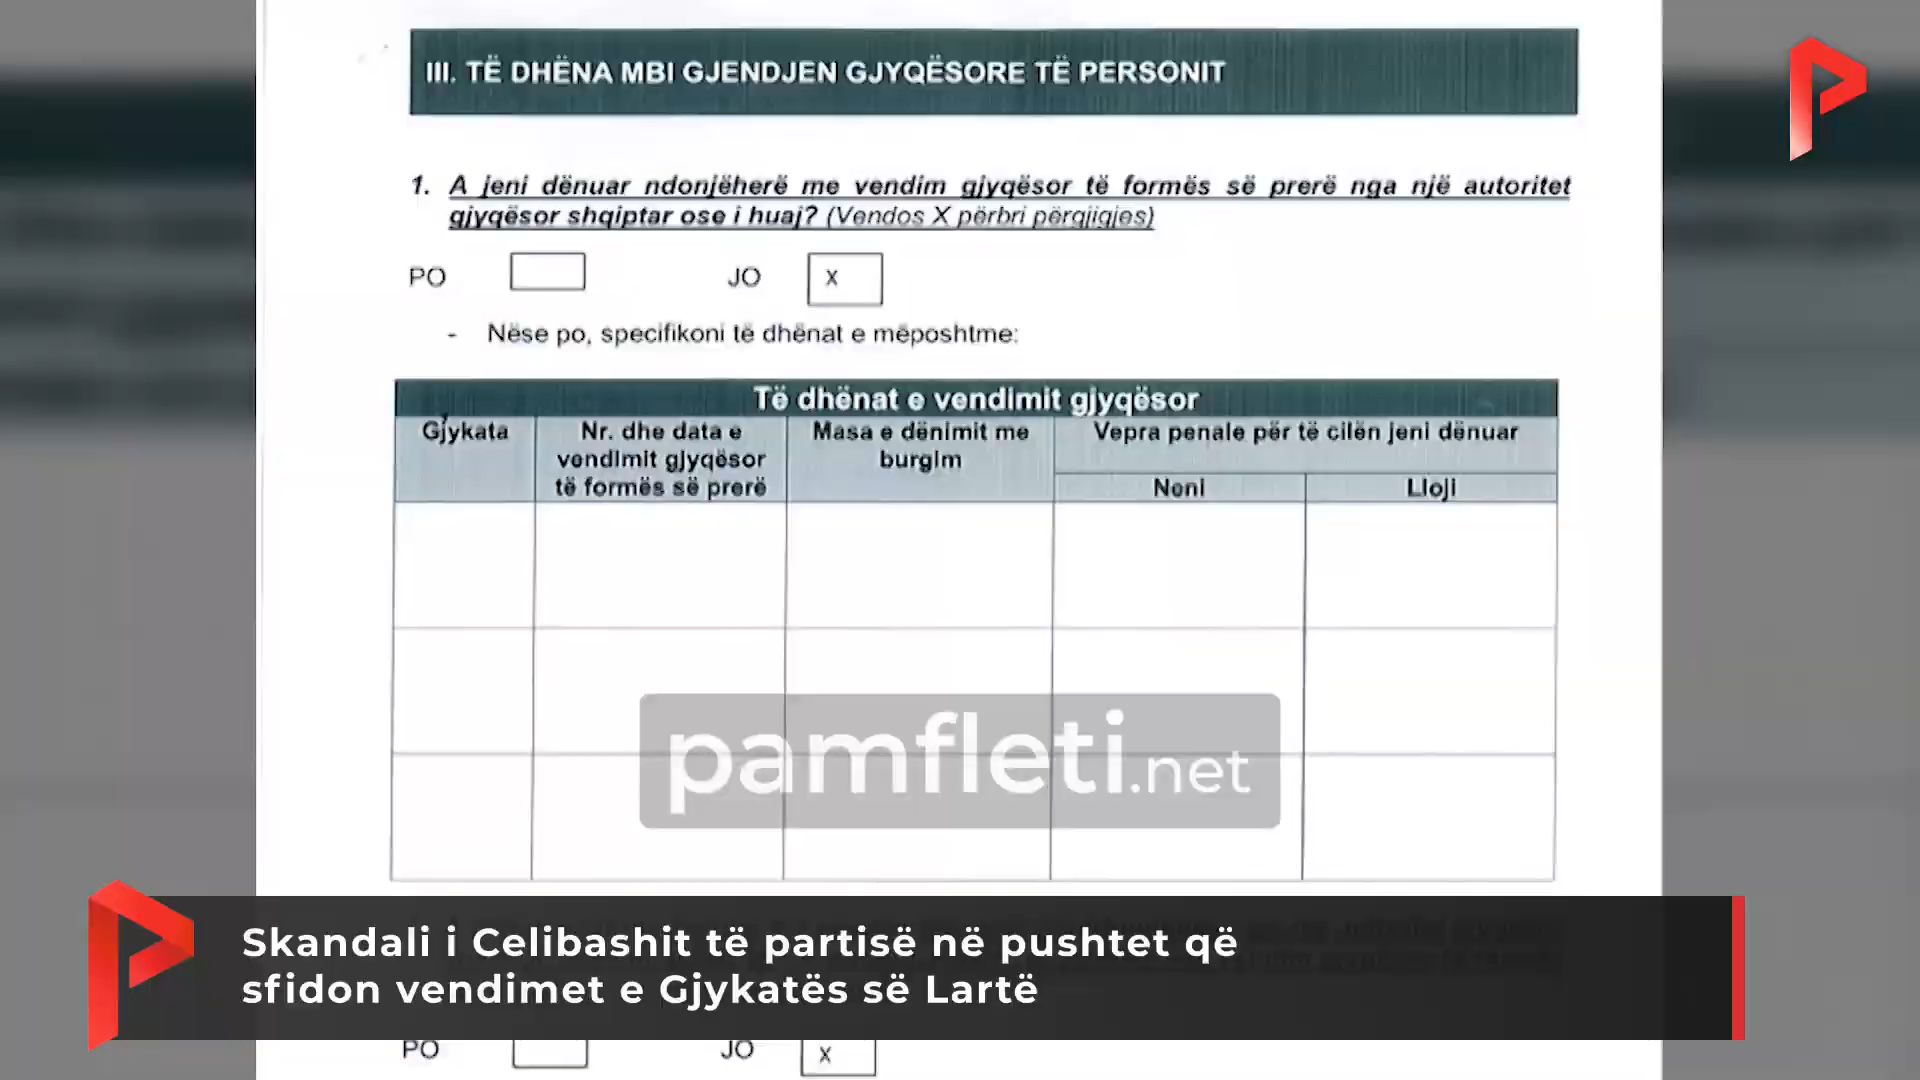 III. TË DHËNA MBI GJENDJEN GJYQËSORE TË PERSONIT
1. A jeni dënuar ndonjëherë me vendim gjyqësor të formës së prerë nga një autoritet
gjyqësor shqiptar ose i huaj? (Vendos X përbri përgjigjes)
PO JO X
- Nëse po, specifikoni të dhënat e mëposhtme:
Të dhënat e vendimit gjyqësor
Gjykata
Nr. dhe data e
vendimit gjyqësor
të formës së prerë
Masa e dënimit me
burgim
Vepra penale për të cilën jeni dënuar
Neni
Lloji
pamfleti.net
Skandali i Celibashit të partisë në pushtet që
sfidon vendimet e Gjykatës së Lartë
PO JO X